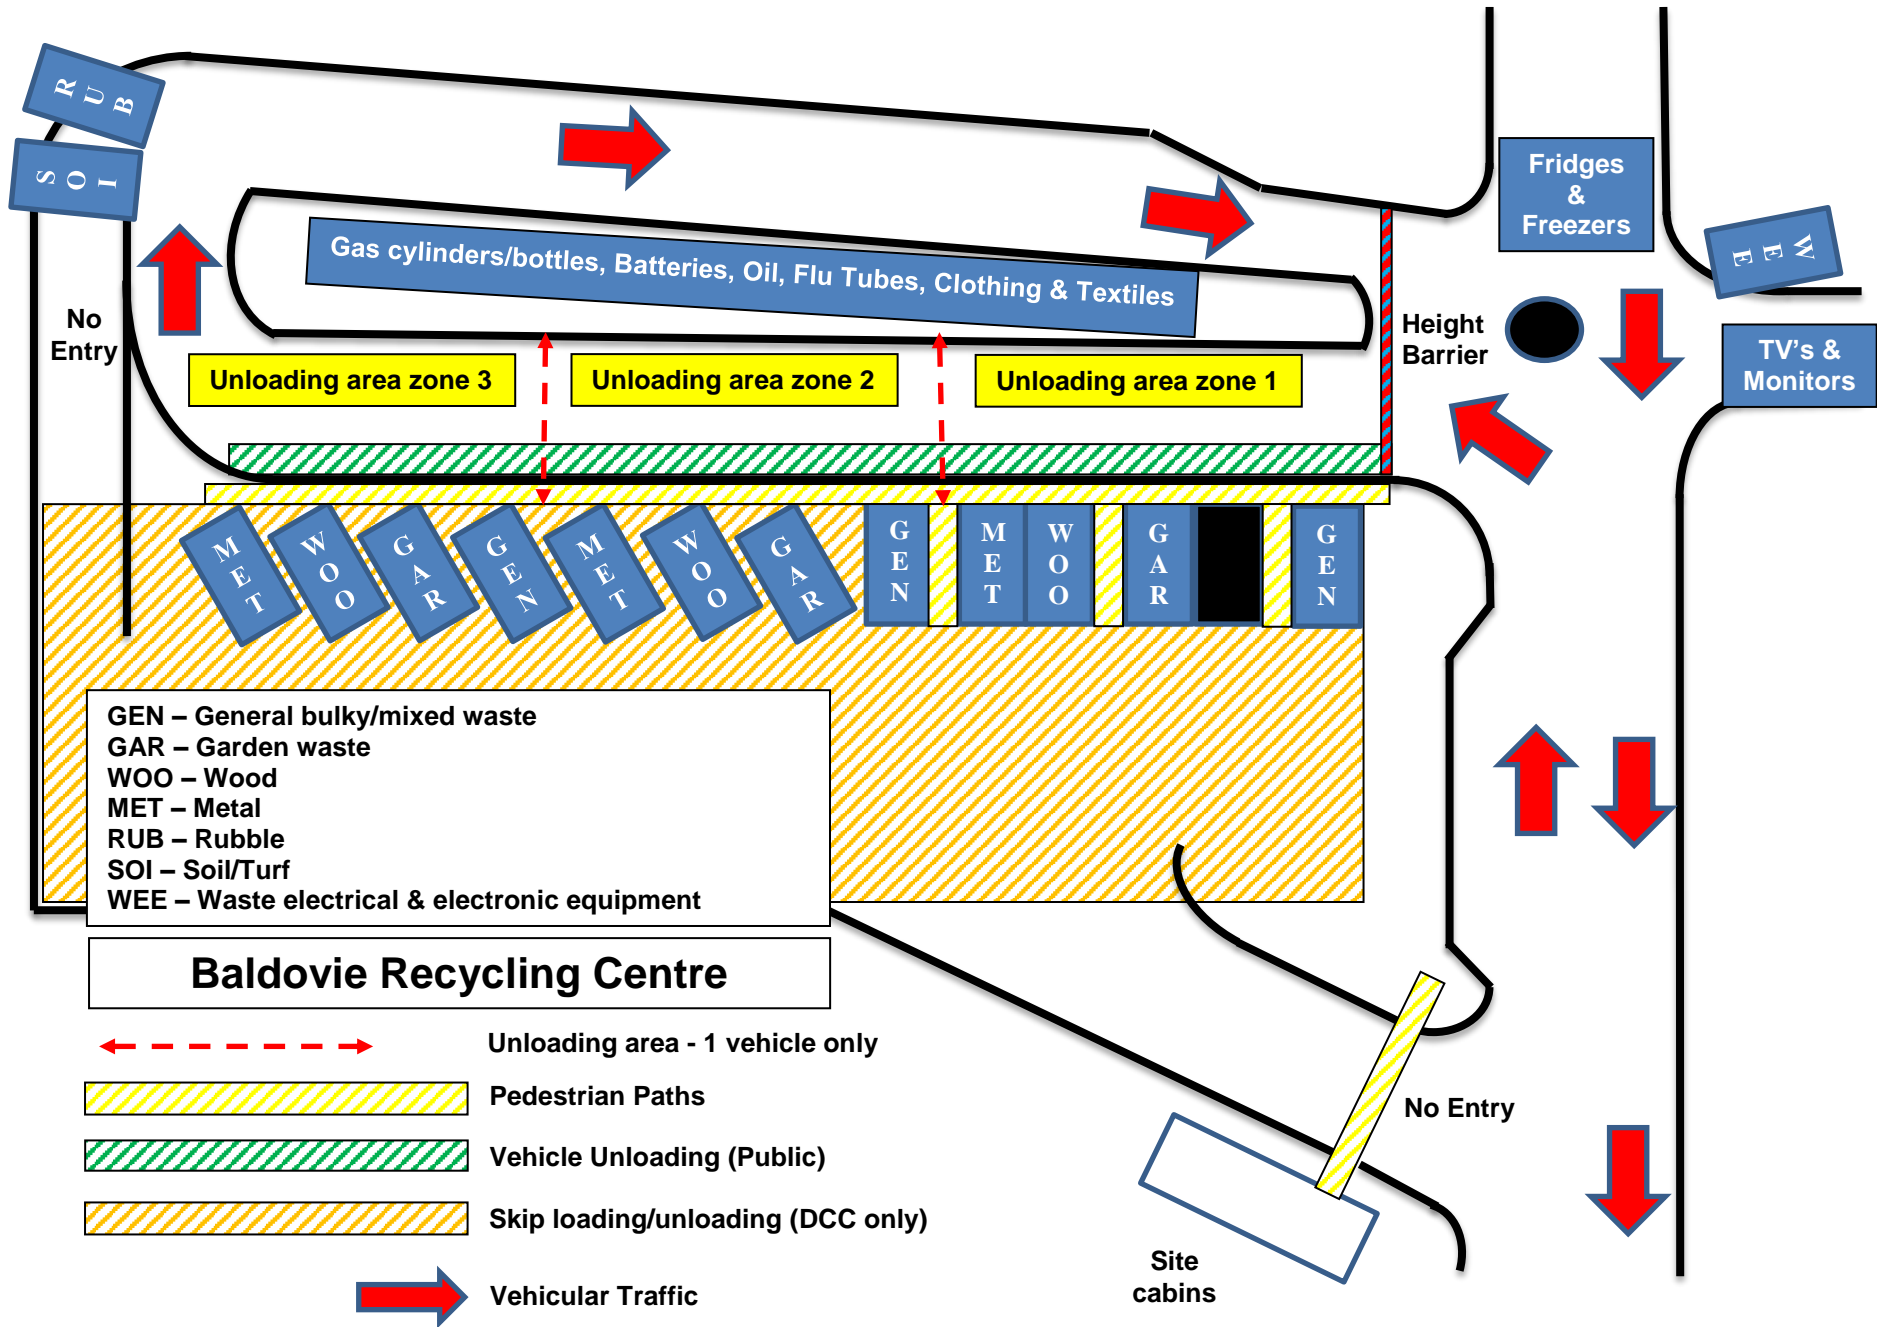 RUB
SOI
Fridges
&
Freezers
WEE
Gas cylinders/bottles, Batteries, Oil, Flu Tubes, Clothing & Textiles
No
Entry
Height
Barrier
TV's &
Monitors
Unloading area zone 3
Unloading area zone 2
Unloading area zone 1
MET
WOO
GAR
GEN
MET
WOO
GAR
GEN
MET
WOO
GAR
GEN
GEN – General bulky/mixed waste
GAR – Garden waste
WOO – Wood
MET – Metal
RUB – Rubble
SOI – Soil/Turf
WEE – Waste electrical & electronic equipment
Baldovie Recycling Centre
Unloading area - 1 vehicle only
Pedestrian Paths
Vehicle Unloading (Public)
Skip loading/unloading (DCC only)
Vehicular Traffic
No Entry
Site
cabins